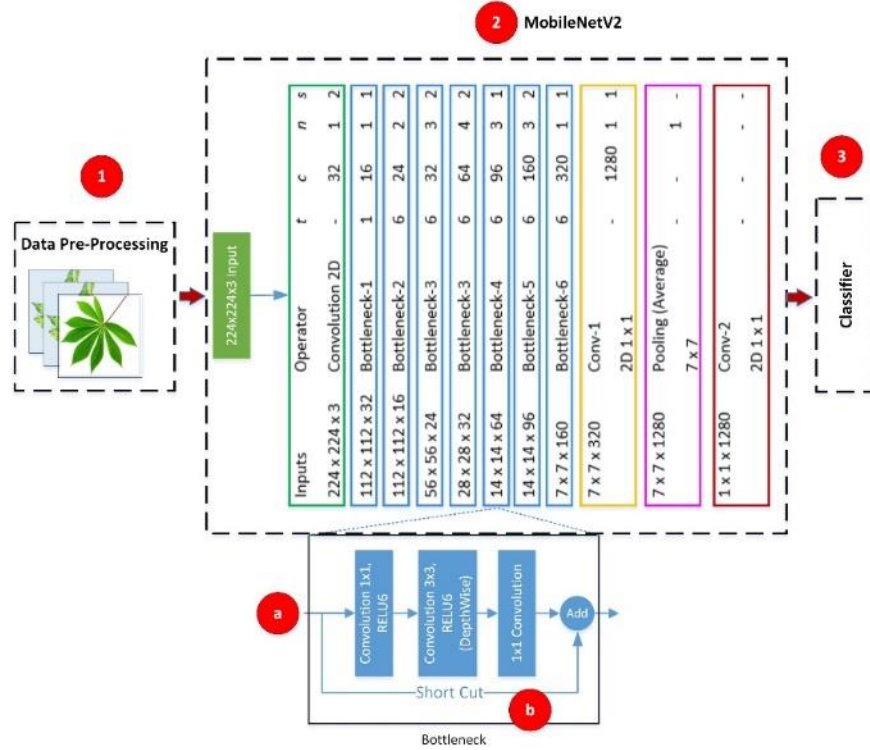 2 MobileNetV2
1
Data Pre-Processing
224x224x3 Input
Inputs Operator t c n s
224 x 224 x 3 Convolution 2D - 32 1 2
112 x 112 x 32 Bottleneck-1 1 16 1 1
112 x 112 x 16 Bottleneck-2 6 24 2 2
56 x 56 x 24 Bottleneck-3 6 32 3 2
28 x 28 x 32 Bottleneck-3 6 64 4 2
14 x 14 x 64 Bottleneck-4 6 96 3 1
14 x 14 x 96 Bottleneck-5 6 160 3 2
7 x 7 x 160 Bottleneck-6 6 320 1 1
7 x 7 x 320 Conv-1 - 1280 1 1
2D 1 x 1
7 x 7 x 1280 Pooling (Average) - - 1 -
7 x 7
1 x 1 x 1280 Conv-2 - - - -
2D 1 x 1
3
Classifier
a
Convolution 1x1,
RELU6
Convolution 3x3,
RELU6
(DepthWise)
1x1 Convolution
Add
Short Cut
b
Bottleneck